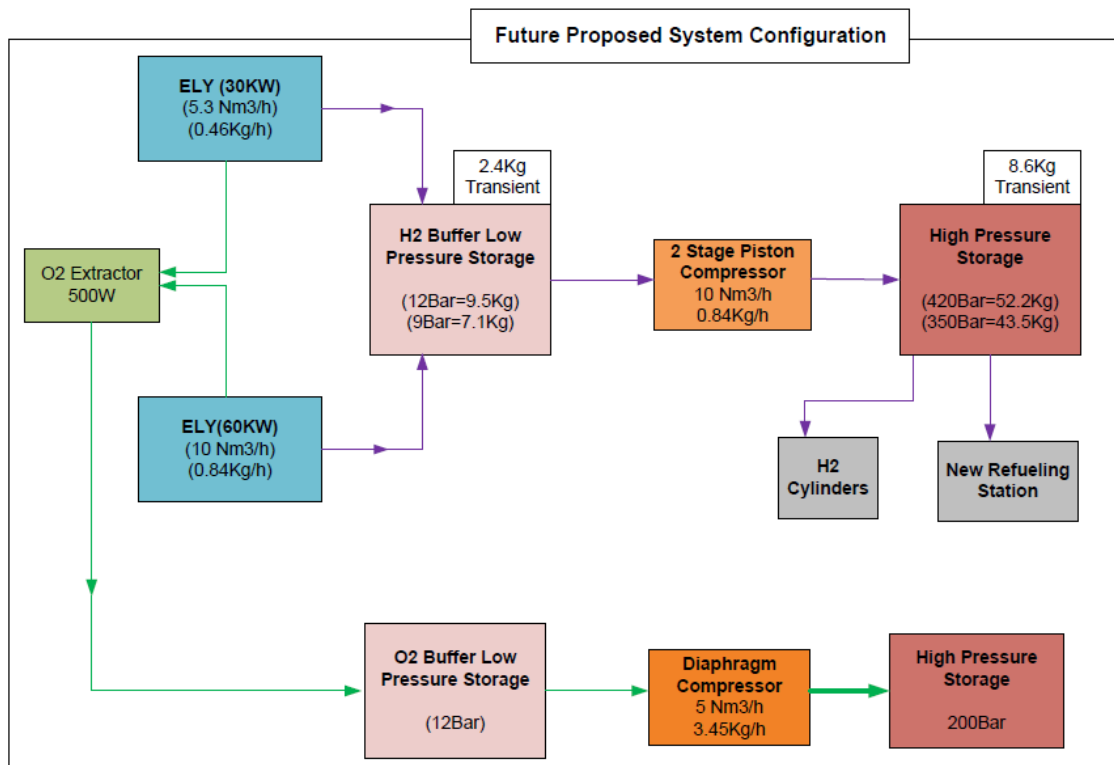 Future Proposed System Configuration
ELY (30KW)
(5.3 Nm3/h)
(0.46Kg/h)
2.4Kg
Transient
8.6Kg
Transient
H2 Buffer Low
Pressure Storage
(12Bar=9.5Kg)
(9Bar=7.1Kg)
2 Stage Piston
Compressor
10 Nm3/h
0.84Kg/h
High Pressure
Storage
(420Bar=52.2Kg)
(350Bar=43.5Kg)
O2 Extractor
500W
ELY(60KW)
(10 Nm3/h)
(0.84Kg/h)
H2
Cylinders
New Refueling
Station
O2 Buffer Low
Pressure Storage
(12Bar)
Diaphragm
Compressor
5 Nm3/h
3.45Kg/h
High Pressure
Storage
200Bar